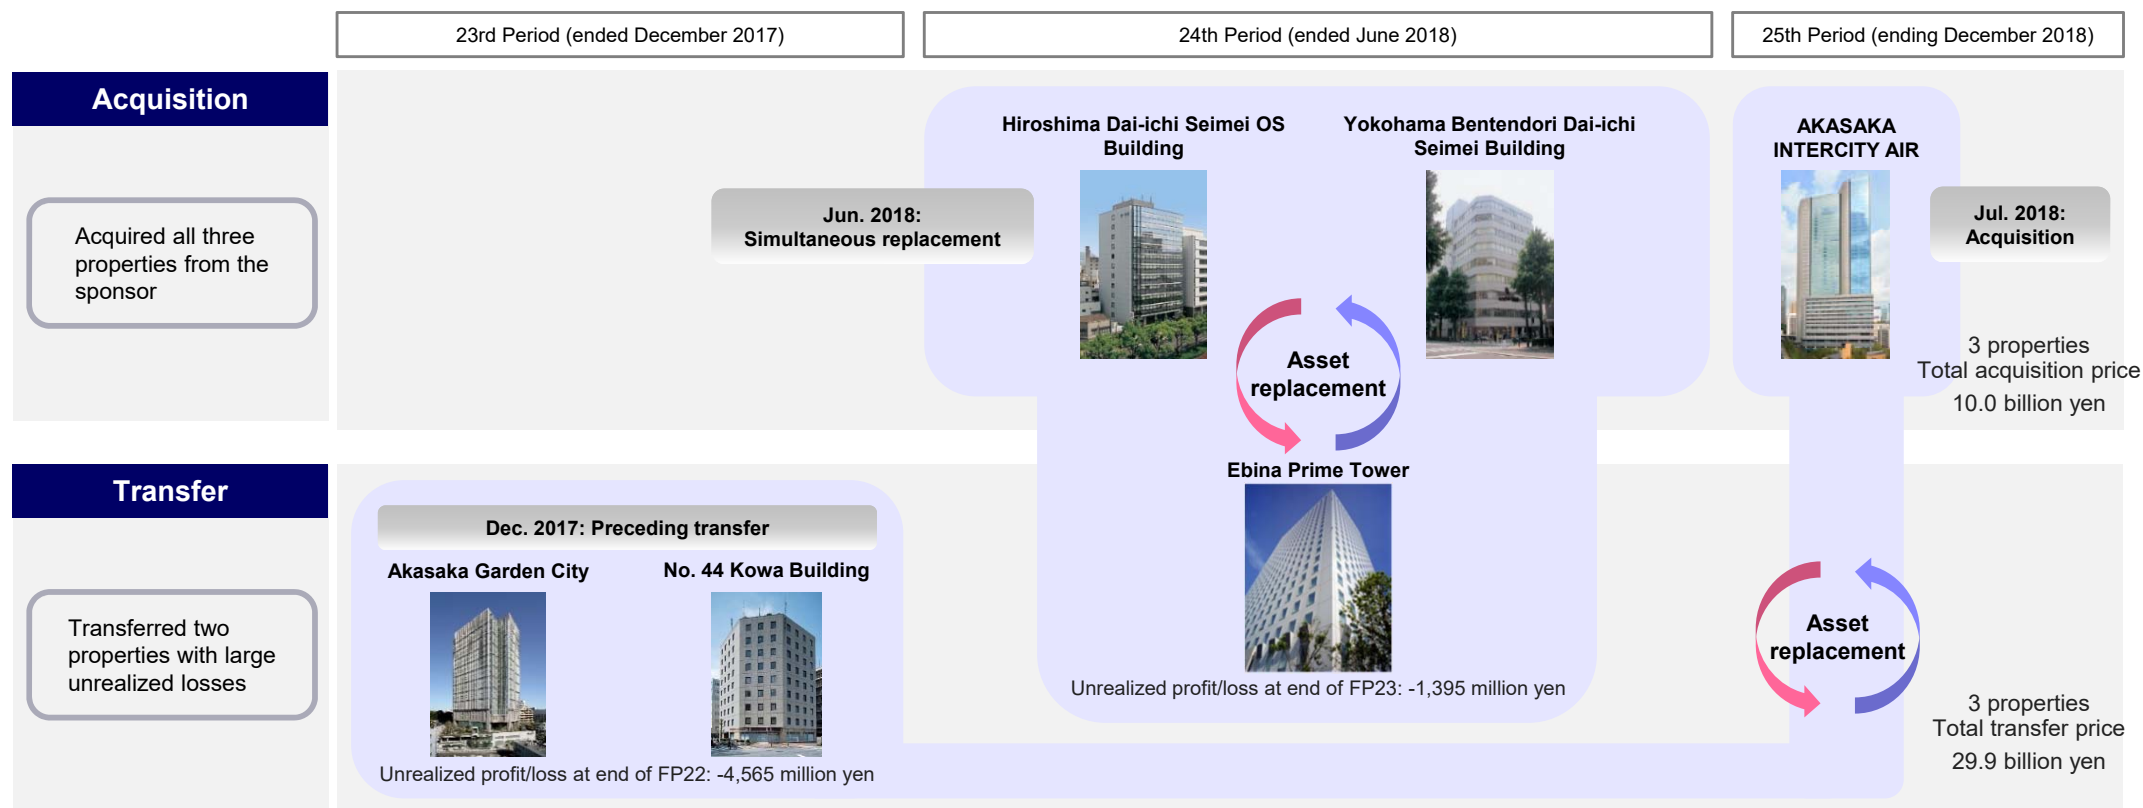 23rd Period (ended December 2017)
24th Period (ended June 2018)
25th Period (ending December 2018)
Acquisition
Acquired all three
properties from the
sponsor
Jun. 2018:
Simultaneous replacement
Hiroshima Dai-ichi Seimei OS
Building
Yokohama Bentendori Dai-ichi
Seimei Building
AKASAKA
INTERCITY AIR
Jul. 2018:
Acquisition
Asset
replacement
3 properties
Total acquisition price
10.0 billion yen
Transfer
Transferred two
properties with large
unrealized losses
Dec. 2017: Preceding transfer
Akasaka Garden City
No. 44 Kowa Building
Unrealized profit/loss at end of FP22: -4,565 million yen
Ebina Prime Tower
Unrealized profit/loss at end of FP23: -1,395 million yen
Asset
replacement
3 properties
Total transfer price
29.9 billion yen